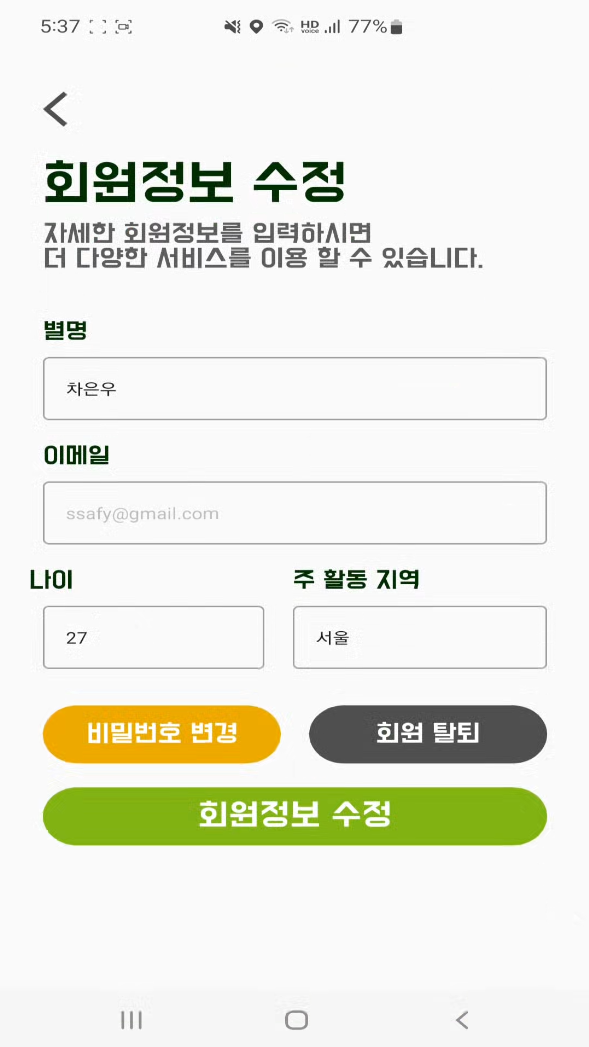 5:37
HD voice 77%
회원정보 수정
자세한 회원정보를 입력하시면
더 다양한 서비스를 이용 할 수 있습니다.
별명
차은우
이메일
ssafy@gmail.com
나이 주 활동 지역
27 서울
비밀번호 변경 회원 탈퇴
회원정보 수정